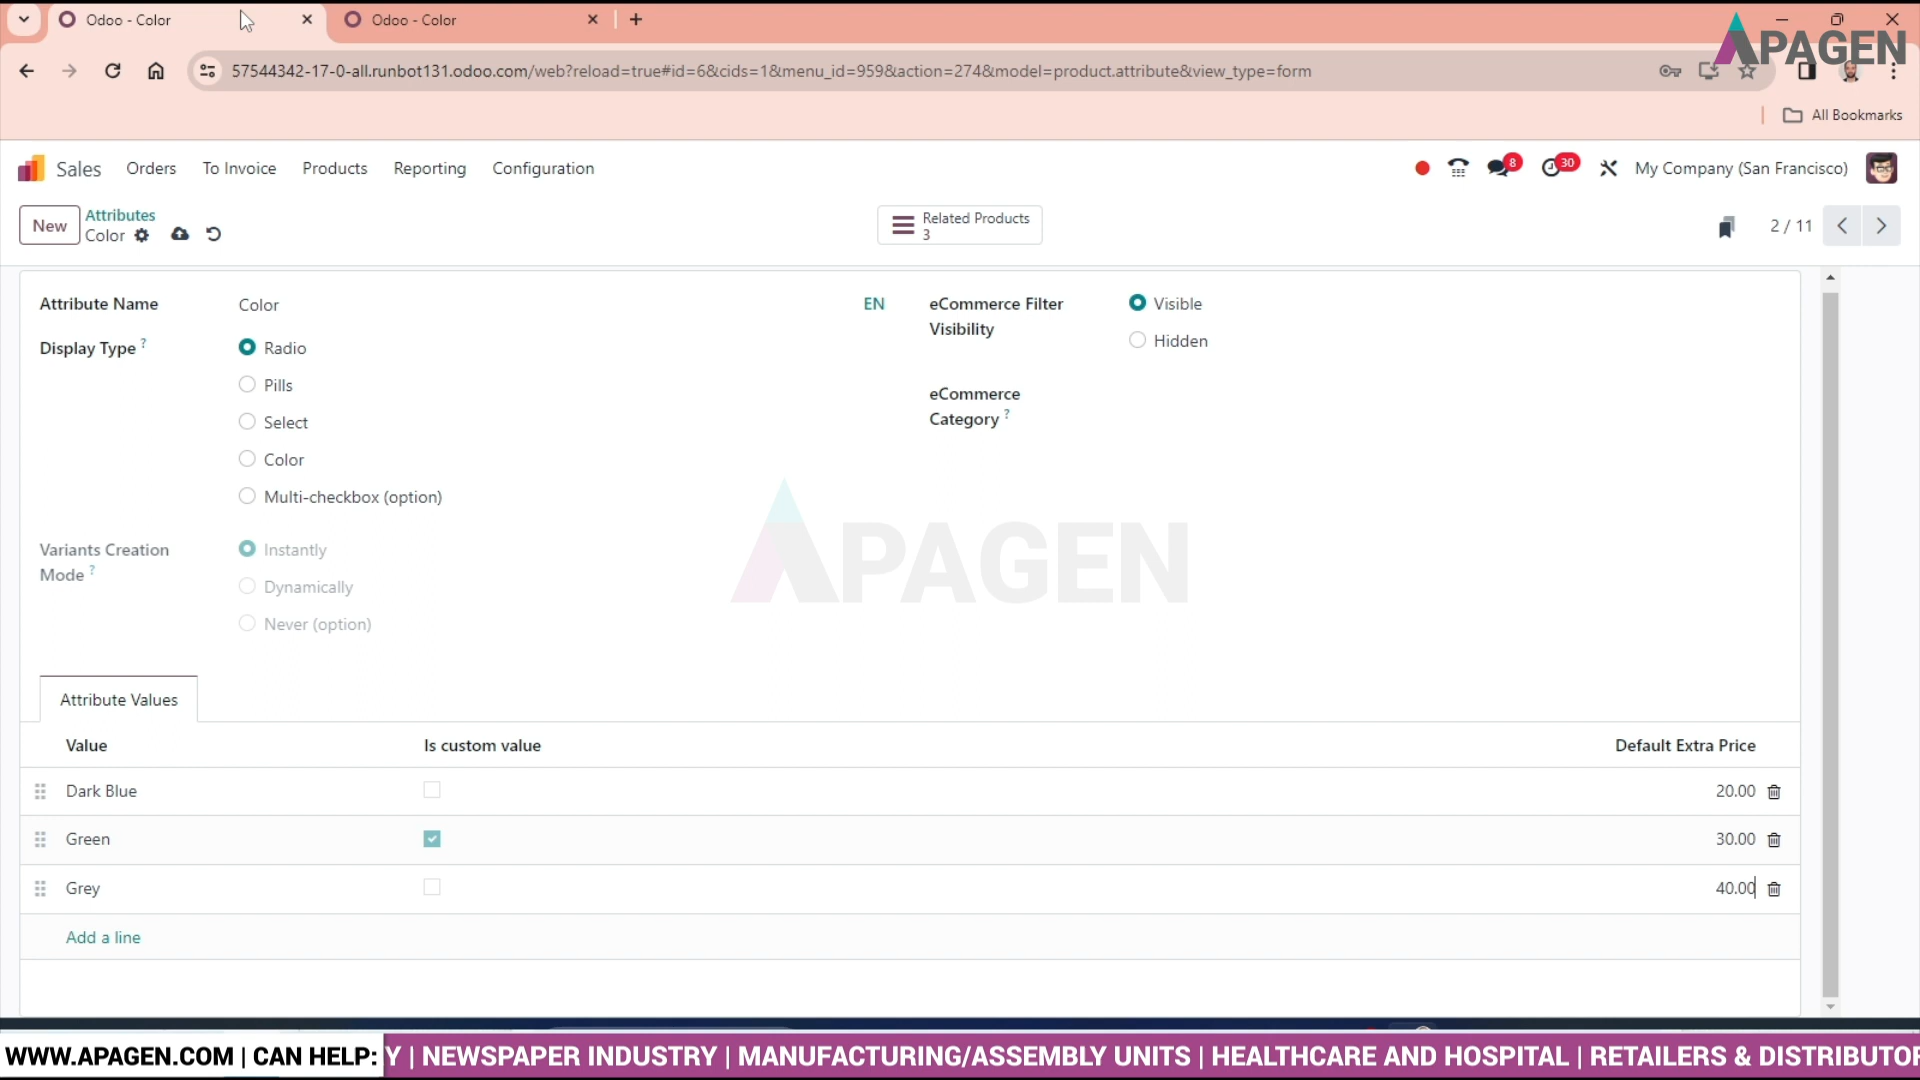 Odoo - Color
Odoo - Color
57544342-17-0-all.runbot131.odoo.com/web?reload=true#id=6&cids=1&menu_id=959&action=274&model=product.attribute&view_type=form
APAGEN
All Bookmarks
Sales Orders To Invoice Products Reporting Configuration
8 30 My Company (San Francisco)
New Attributes
Color
Related Products
3
2 / 11
Attribute Name Color EN
eCommerce Filter Visibility
Visible
Hidden
Display Type ?
Radio
Pills
Select
Color
Multi-checkbox (option)
eCommerce
Category ?
Variants Creation
Mode ?
Instantly
Dynamically
Never (option)
APAGEN
Attribute Values
Value Is custom value Default Extra Price
Dark Blue 20.00
Green 30.00
Grey 40.00
Add a line
WWW.APAGEN.COM | CAN HELP: Y | NEWSPAPER INDUSTRY | MANUFACTURING/ASSEMBLY UNITS | HEALTHCARE AND HOSPITAL | RETAILERS & DISTRIBUTOR